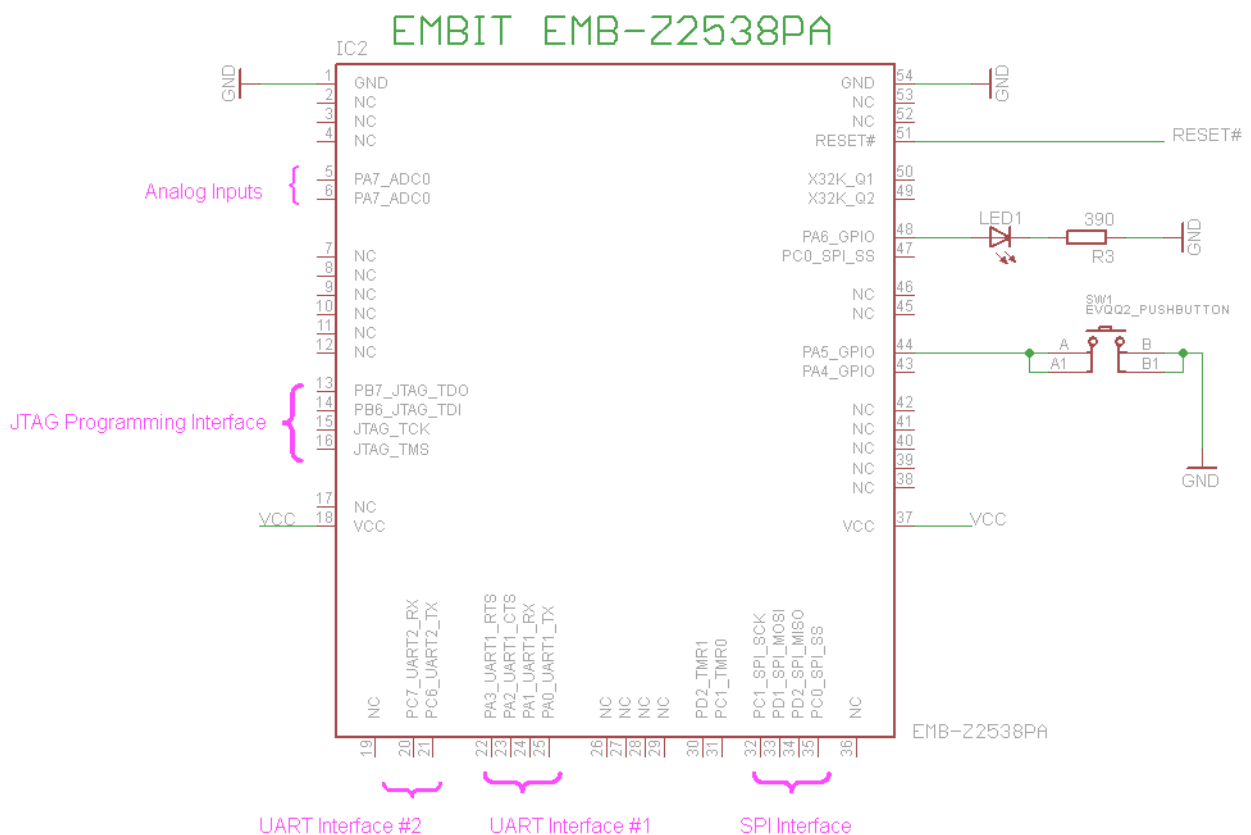 EMBIT EMB-Z2538PA
IC2
GND
1
GND
2
NC
3
NC
4
NC
Analog Inputs
5
PA7_ADC0
6
PA7_ADC0
7
NC
8
NC
9
NC
10
NC
11
NC
12
NC
JTAG Programming Interface
13
PB7_JTAG_TDO
14
PB6_JTAG_TDI
15
JTAG_TCK
16
JTAG_TMS
17
NC
VCC
18
VCC
GND
54
GND
NC
53
NC
52
RESET#
51
RESET#
X32K_Q1
50
X32K_Q2
49
PA6_GPIO
48
LED1
390
R3
GND
PC0_SPI_SS
47
NC
46
NC
45
SW1
EVQQ2_PUSHBUTTON
PA5_GPIO
44
A
B
A1
B1
PA4_GPIO
43
NC
42
NC
41
NC
40
NC
39
NC
38
GND
VCC
37
VCC
NC
PC7_UART2_RX
PC6_UART2_TX
PA3_UART1_RTS
PA2_UART1_CTS
PA1_UART1_RX
PA0_UART1_TX
NC
NC
NC
NC
PD2_TMR1
PC1_TMR0
PC1_SPI_SCK
PD1_SPI_MOSI
PD2_SPI_MISO
PC0_SPI_SS
NC
19
20
21
22
23
24
25
26
27
28
29
30
31
32
33
34
35
36
EMB-Z2538PA
UART Interface #2
UART Interface #1
SPI Interface